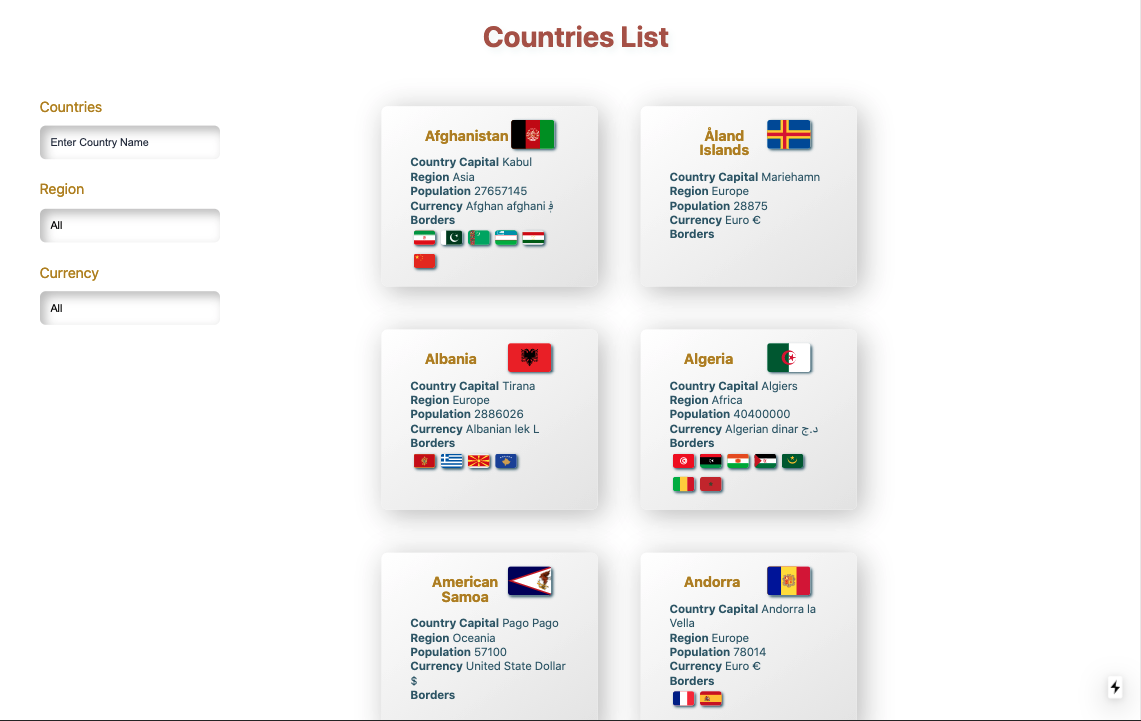 Countries List
Countries
Enter Country Name
Region
All
Currency
All
Afghanistan
Country Capital Kabul
Region Asia
Population 27657145
Currency Afghan afghani ؋
Borders
Åland
Islands
Country Capital Mariehamn
Region Europe
Population 28875
Currency Euro €
Borders
Albania
Country Capital Tirana
Region Europe
Population 2886026
Currency Albanian lek L
Borders
Algeria
Country Capital Algiers
Region Africa
Population 40400000
Currency Algerian dinar د.ج
Borders
American
Samoa
Country Capital Pago Pago
Region Oceania
Population 57100
Currency United State Dollar
$
Borders
Andorra
Country Capital Andorra la
Vella
Region Europe
Population 78014
Currency Euro €
Borders